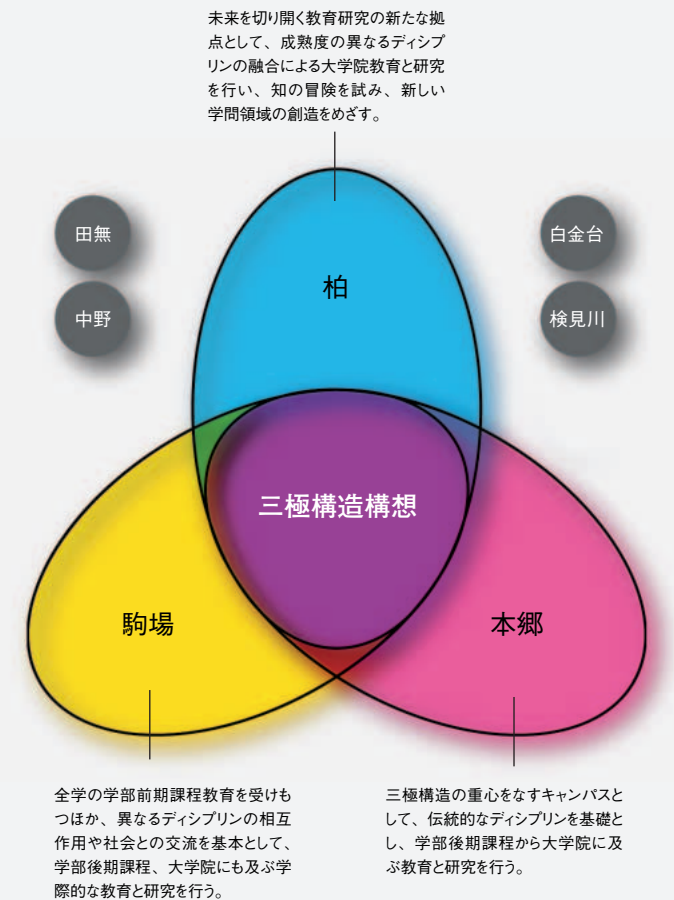 未来を切り開く教育研究の新たな拠
点として、成熟度の異なるディシプ
リンの融合による大学院教育と研究
を行い、知の冒険を試み、新しい
学問領域の創造をめざす。
田無
白金台
中野
検見川
柏
三極構造構想
駒場
本郷
全学の学部前期課程教育を受けも
つほか、異なるディシプリンの相互
作用や社会との交流を基本として、
学部後期課程、大学院にも及ぶ学
際的な教育と研究を行う。
三極構造の重心をなすキャンパスと
して、伝統的なディシプリンを基礎と
し、学部後期課程から大学院に及
ぶ教育と研究を行う。